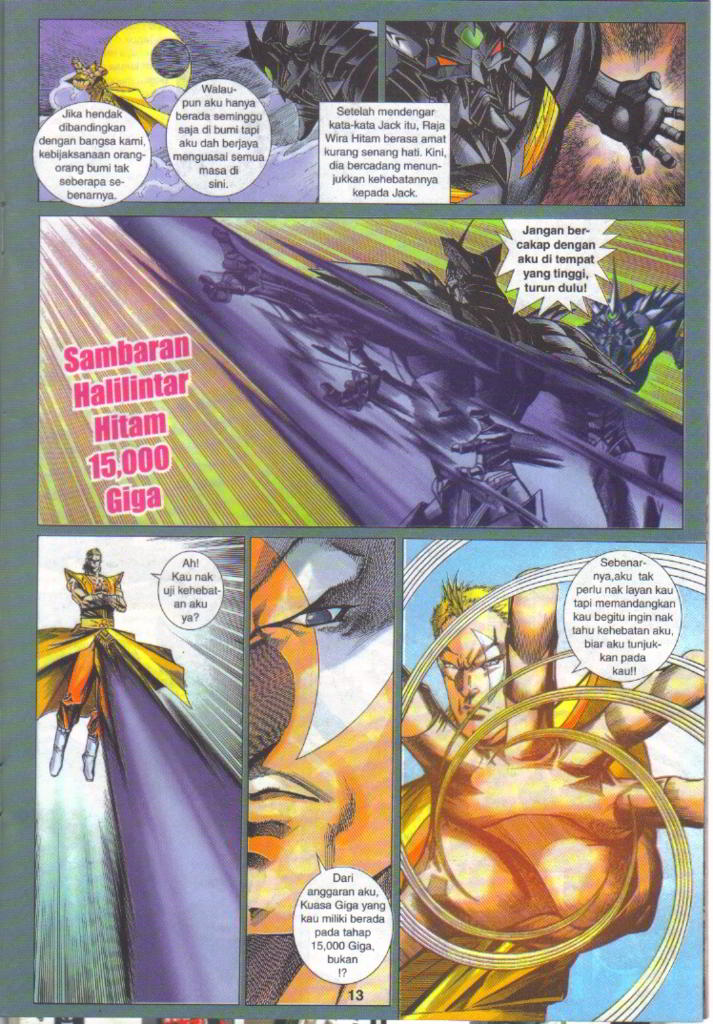 Jika hendak
dibandingkan
dengan bangsa kami,
kebijaksanaan orang-
orang bumi tak
seberapa se-
benarnya.
Walau-
pun aku hanya
berada seminggu
saja di bumi tapi
aku dah berjaya
menguasai semua
masa di
sini.
Setelah mendengar
kata-kata Jack itu, Raja
Wira Hitam berasa amat
kurang senang hati. Kini,
dia bercadang menun-
jukkan kehebatannya
kepada Jack.
Jangan ber-
cakap dengan
aku di tempat
yang tinggi,
turun dulu!
Sambaran
Halilintar
Hitam
15,000
Giga
Ah!
Kau nak
uji kehebat-
an aku
ya?
Dari
anggaran aku,
Kuasa Giga yang
kau miliki berada
pada tahap
15,000 Giga,
bukan
!?
Sebenar-
nya,aku tak
perlu nak layan kau
tapi memandangkan
kau begitu ingin nak
tahu kehebatan aku,
biar aku tunjuk-
kan pada
kau!!
13